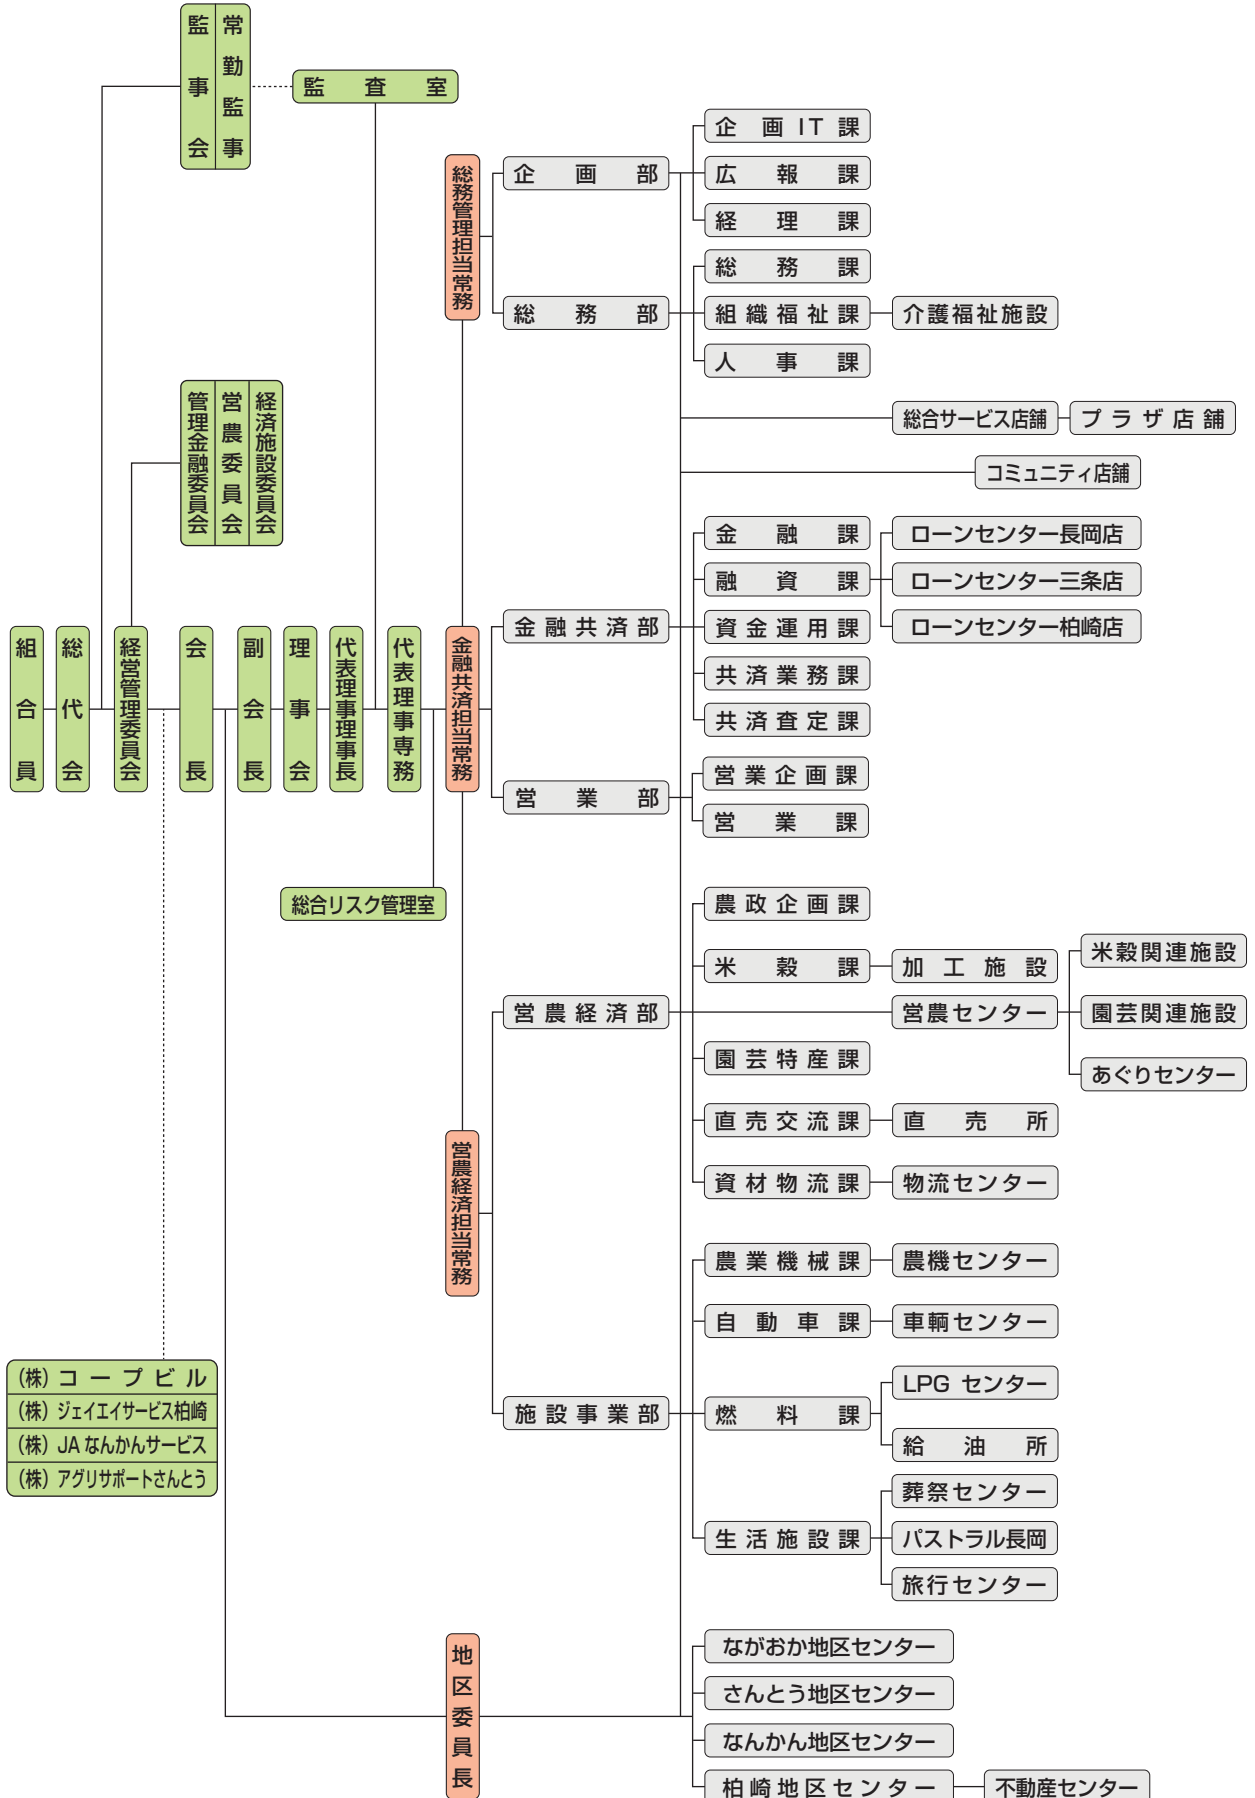 監事会
常勤監事
監査室
総務管理担当常務
企画部
企画IT課
広報課
経理課
総務部
総務課
組織福祉課
介護福祉施設
人事課
総合サービス店舗
プラザ店舗
コミュニティ店舗
管理金融委員会
営農委員会
経済施設委員会
組合員
総代会
経営管理委員会
会長
副会長
理事会
代表理事理事長
代表理事専務
金融共済担当常務
金融共済部
金融課
融資課
ローンセンター長岡店
ローンセンター三条店
ローンセンター柏崎店
資金運用課
共済業務課
共済査定課
営業部
営業企画課
営業課
総合リスク管理室
営農経済担当常務
営農経済部
農政企画課
米穀課
加工施設
営農センター
米穀関連施設
園芸関連施設
あぐりセンター
園芸特産課
直売交流課
直売所
資材物流課
物流センター
施設事業部
農業機械課
農機センター
自動車課
車輌センター
燃料課
LPG センター
給油所
生活施設課
葬祭センター
パストラル長岡
旅行センター
(株) コープビル
(株) ジェイエイサービス柏崎
(株) JA なんかんサービス
(株) アグリサポートさんとう
地区委員長
ながおか地区センター
さんとう地区センター
なんかん地区センター
柏崎地区センター
不動産センター